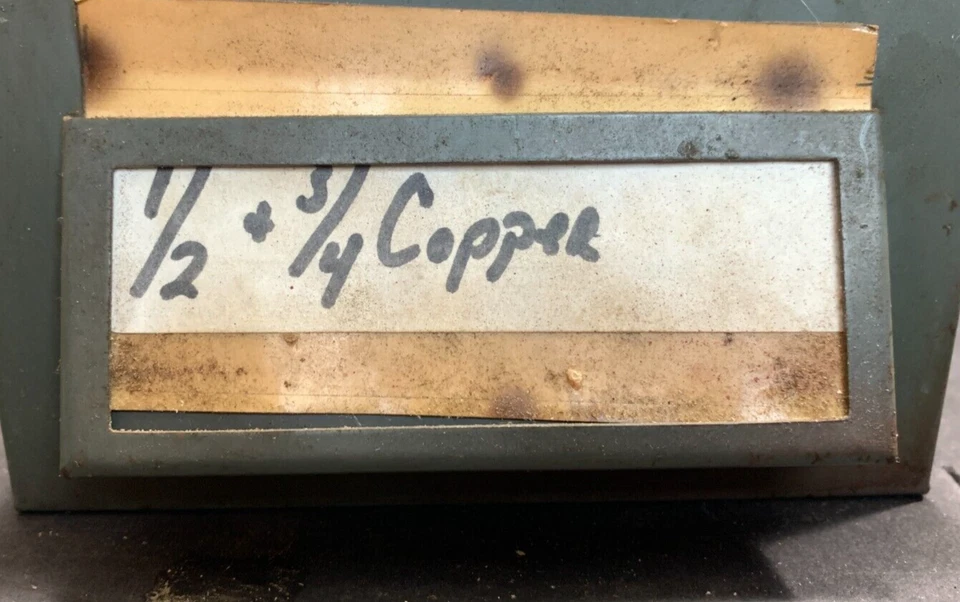 1/2 + 3/4 Copper